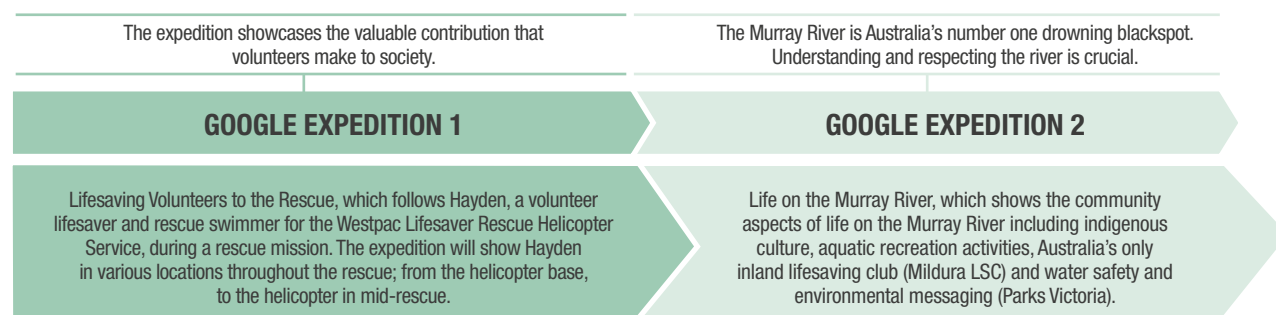 The expedition showcases the valuable contribution that
volunteers make to society.
GOOGLE EXPEDITION 1
Lifesaving Volunteers to the Rescue, which follows Hayden, a volunteer
lifesaver and rescue swimmer for the Westpac Lifesaver Rescue Helicopter
Service, during a rescue mission. The expedition will show Hayden
in various locations throughout the rescue; from the helicopter base,
to the helicopter in mid-rescue.
The Murray River is Australia’s number one drowning blackspot.
Understanding and respecting the river is crucial.
GOOGLE EXPEDITION 2
Life on the Murray River, which shows the community
aspects of life on the Murray River including indigenous
culture, aquatic recreation activities, Australia’s only
inland lifesaving club (Mildura LSC) and water safety and
environmental messaging (Parks Victoria).